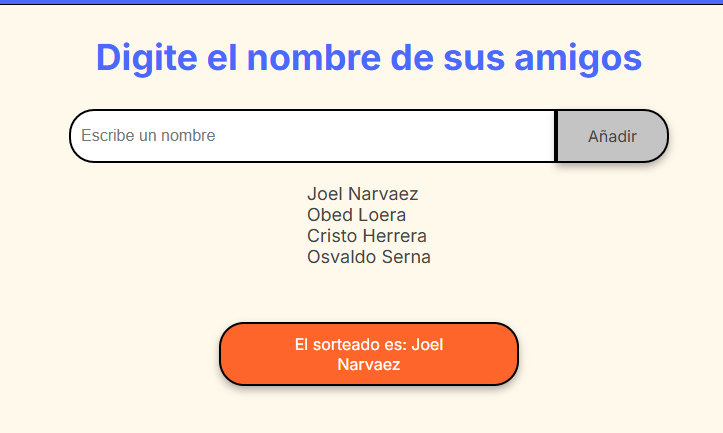 Digite el nombre de sus amigos
Escribe un nombre
Añadir
Joel Narvaez
Obed Loera
Cristo Herrera
Osvaldo Serna
El sorteado es: Joel
Narvaez